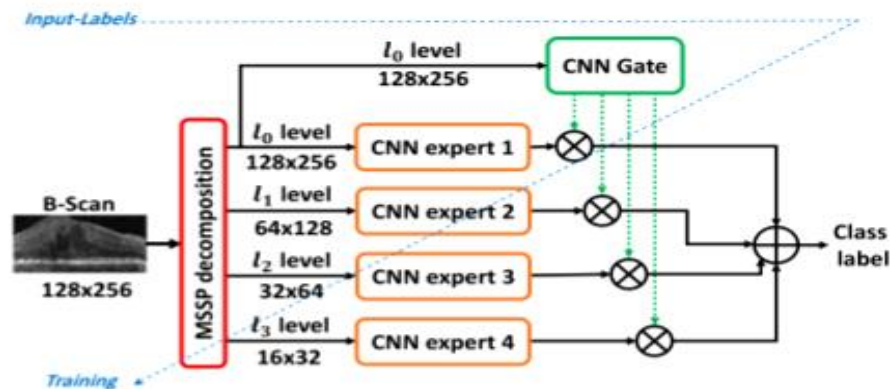 Input-Labels
l₀ level
128x256
CNN Gate
l₀ level
128x256
CNN expert 1
B-Scan
128x256
MSSP decomposition
l₁ level
64x128
CNN expert 2
l₂ level
32x64
CNN expert 3
l₃ level
16x32
CNN expert 4
Class
label
Training